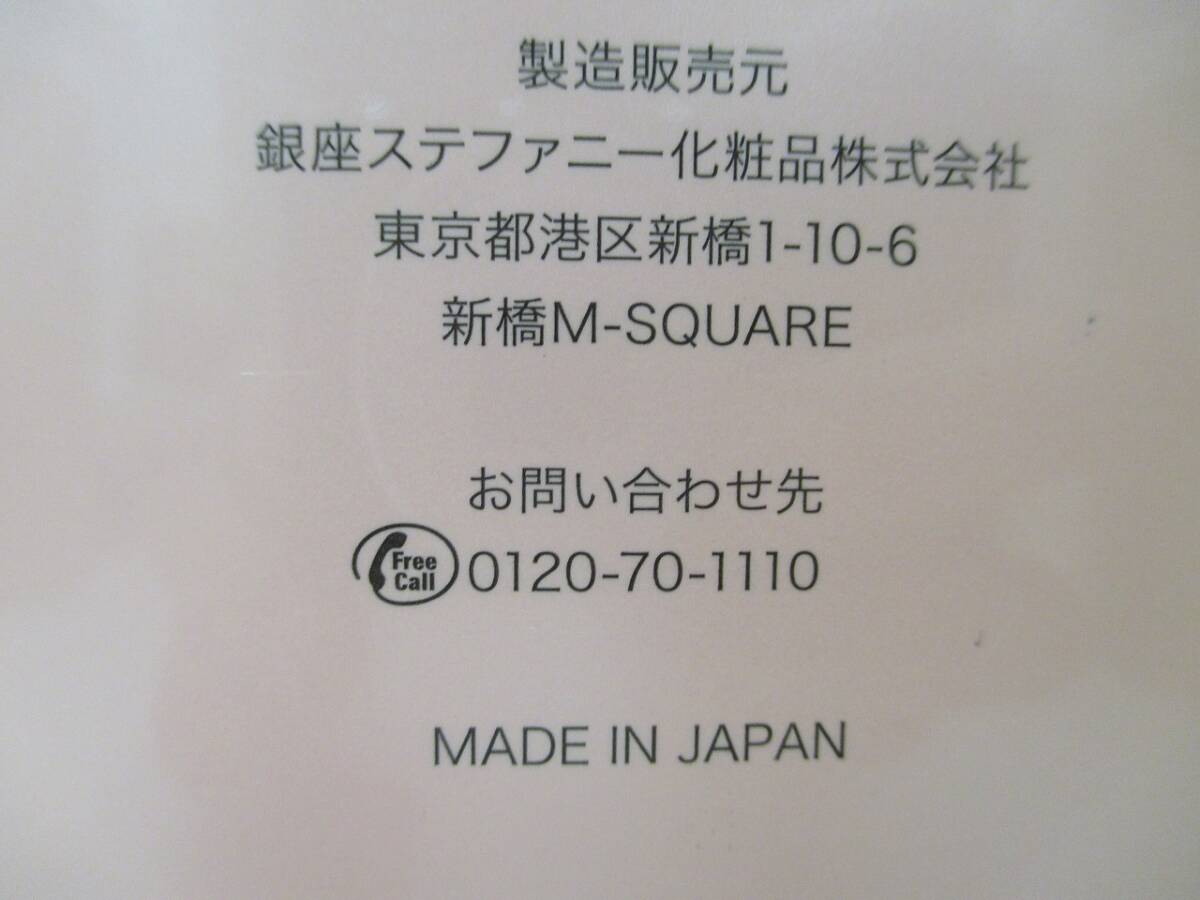 製造販売元
銀座ステファニー化粧品株式会社
東京都港区新橋1-10-6
新橋M-SQUARE
お問い合わせ先
Free Call 0120-70-1110
MADE IN JAPAN